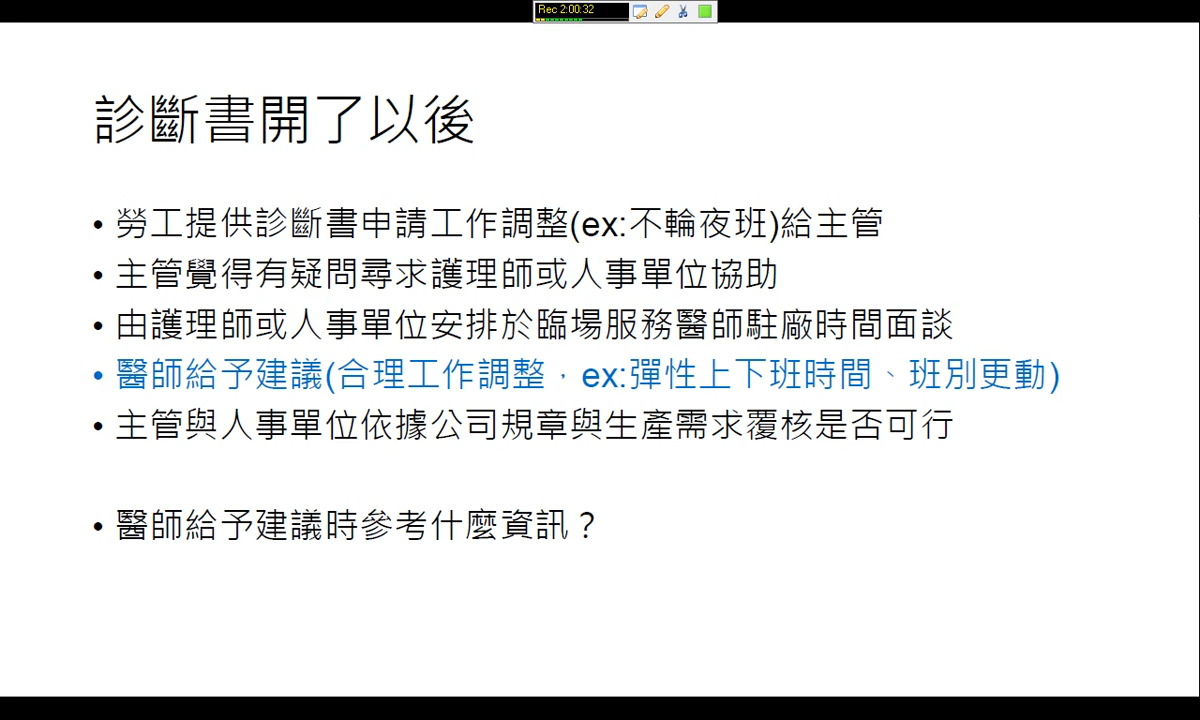 Rec 2:00:32
診斷書開了以後
• 勞工提供診斷書申請工作調整(ex:不輪夜班)給主管
• 主管覺得有疑問尋求護理師或人事單位協助
• 由護理師或人事單位安排於臨場服務醫師駐廠時間面談
• 醫師給予建議(合理工作調整，ex:彈性上下班時間、班別更動)
• 主管與人事單位依據公司規章與生產需求覆核是否可行
• 醫師給予建議時參考什麼資訊？